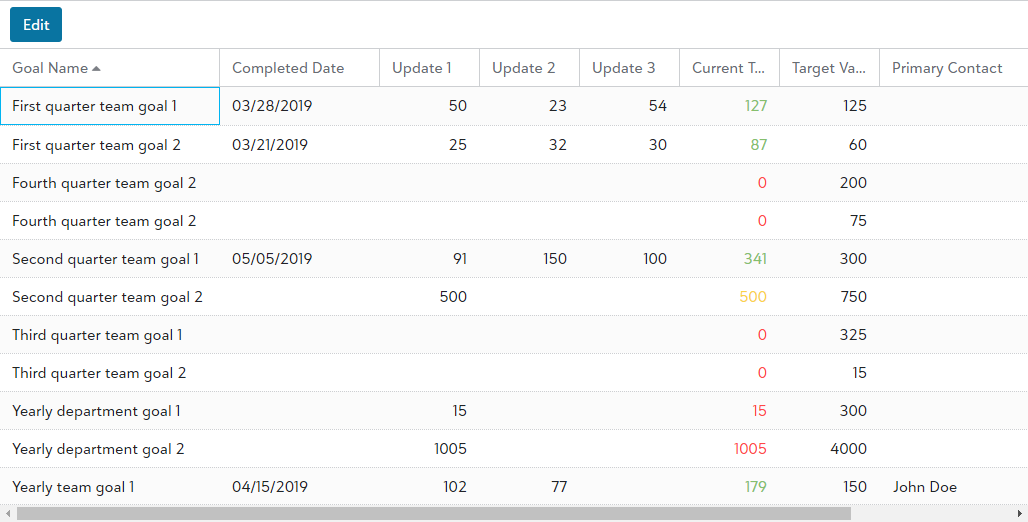 Edit
Goal Name Completed Date Update 1 Update 2 Update 3 Current T... Target Va... Primary Contact
First quarter team goal 1 03/28/2019 50 23 54 127 125
First quarter team goal 2 03/21/2019 25 32 30 87 60
Fourth quarter team goal 2 0 200
Fourth quarter team goal 2 0 75
Second quarter team goal 1 05/05/2019 91 150 100 341 300
Second quarter team goal 2 500 500 750
Third quarter team goal 1 0 325
Third quarter team goal 2 0 15
Yearly department goal 1 15 15 300
Yearly department goal 2 1005 1005 4000
Yearly team goal 1 04/15/2019 102 77 179 150 John Doe